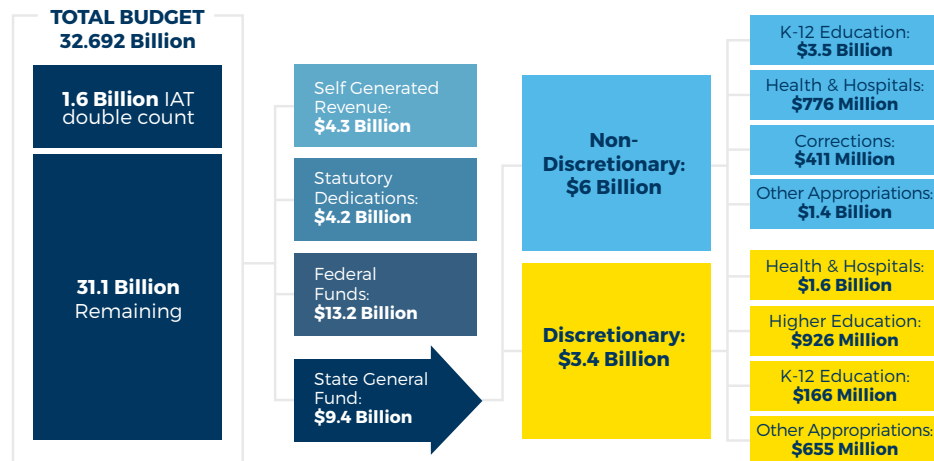 TOTAL BUDGET
32.692 Billion
1.6 Billion IAT
double count
31.1 Billion
Remaining
Self Generated
Revenue:
$4.3 Billion
Statutory
Dedications:
$4.2 Billion
Federal
Funds:
$13.2 Billion
State General
Fund:
$9.4 Billion
Non-
Discretionary:
$6 Billion
Discretionary:
$3.4 Billion
K-12 Education:
$3.5 Billion
Health & Hospitals:
$776 Million
Corrections:
$411 Million
Other Appropriations:
$1.4 Billion
Health & Hospitals:
$1.6 Billion
Higher Education:
$926 Million
K-12 Education:
$166 Million
Other Appropriations:
$655 Million